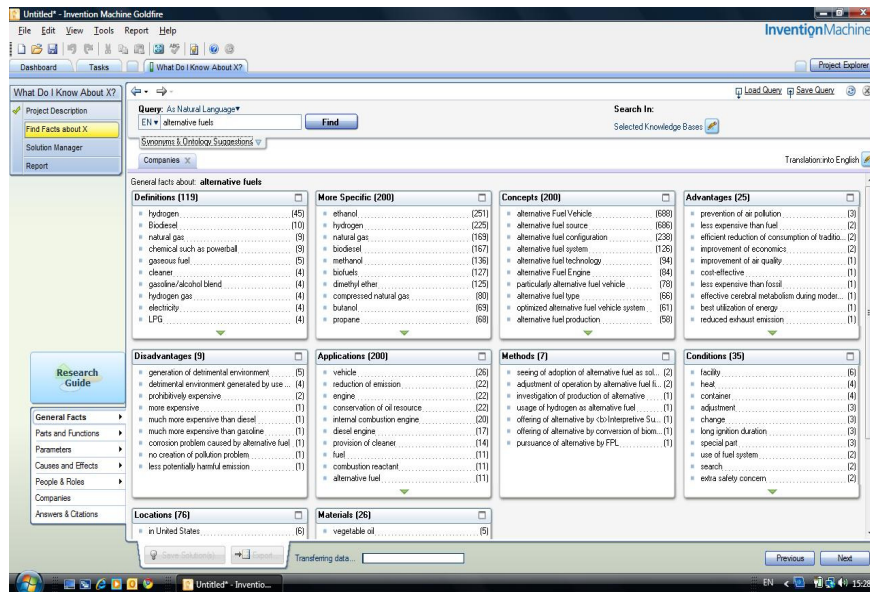 Untitled* - Invention Machine Goldfire
File Edit View Tools Report Help
InventionMachine
Dashboard Tasks What Do I Know About X? Project Explorer
What Do I Know About X?
Project Description
Find Facts about X
Solution Manager
Report
Load Query Save Query
Query: As Natural Language
EN alternative fuels Find
Synonyms & Ontology Suggestions
Search In:
Selected Knowledge Bases
Companies X
Translation:into English
General facts about: alternative fuels
Definitions (119)
hydrogen (45)
Biodiesel (10)
natural gas (9)
chemical such as powerball (9)
gaseous fuel (5)
cleaner (4)
gasoline/alcohol blend (4)
hydrogen gas (4)
electricity (4)
LPG (4)
More Specific (200)
ethanol (251)
hydrogen (225)
natural gas (169)
biodiesel (167)
methanol (136)
biofuels (127)
dimethyl ether (125)
compressed natural gas (80)
butanol (69)
propane (68)
Concepts (200)
alternative Fuel Vehicle (688)
alternative fuel source (686)
alternative fuel configuration (238)
alternative fuel system (126)
alternative fuel technology (94)
alternative Fuel Engine (84)
particularly alternative fuel vehicle (78)
alternative fuel type (66)
optimized alternative fuel vehicle system (61)
alternative fuel production (58)
Advantages (25)
prevention of air pollution (3)
less expensive than fuel (2)
efficient reduction of consumption of traditio... (2)
improvement of economics (2)
improvement of air quality (1)
cost-effective (1)
less expensive than fossil (1)
effective cerebral metabolism during moder... (1)
best utilization of energy (1)
reduced exhaust emission (1)
Disadvantages (9)
generation of detrimental environment (5)
detrimental environment generated by use ... (4)
prohibitively expensive (2)
more expensive (1)
much more expensive than diesel (1)
much more expensive than gasoline (1)
corrosion problem caused by alternative fuel (1)
no creation of pollution problem (1)
less potentially harmful emission (1)
Applications (200)
vehicle (26)
reduction of emission (22)
engine (22)
conservation of oil resource (22)
internal combustion engine (20)
diesel engine (17)
provision of cleaner (14)
fuel (11)
combustion reactant (11)
alternative fuel (11)
Methods (7)
seeing of adoption of alternative fuel as sol... (2)
adjustment of operation by alternative fuel fi... (2)
investigation of production of alternative (1)
usage of hydrogen as alternative fuel (1)
offering of alternative by <b>Interpretive Su... (1)
offering of alternative by conversion of biom... (1)
pursuance of alternative by FPL (1)
Conditions (35)
facility (6)
heat (4)
container (4)
adjustment (3)
change (3)
long ignition duration (3)
special part (3)
use of fuel system (2)
search (2)
extra safety concern (2)
Research
Guide
General Facts
Parts and Functions
Parameters
Causes and Effects
People & Roles
Companies
Answers & Citations
Locations (76)
in United States (6)
Materials (26)
vegetable oil (5)
Save Solution(s) Export
Transferring data...
Previous Next
Untitled* - Inventio...
EN 15:28